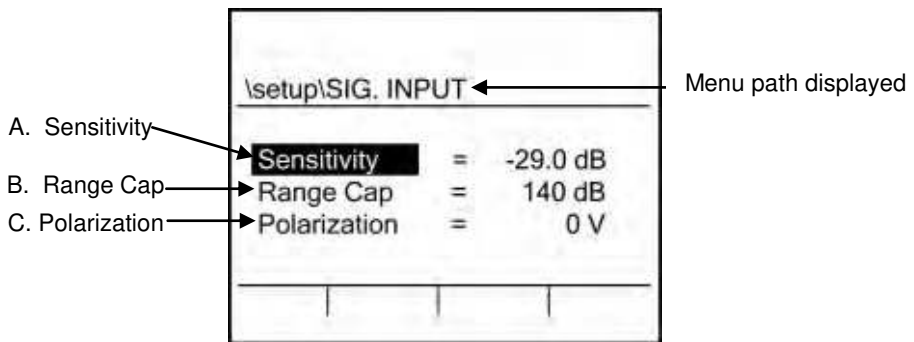 \setup\SIG. INPUT
Menu path displayed
A. Sensitivity
Sensitivity = -29.0 dB
B. Range Cap
Range Cap = 140 dB
C. Polarization
Polarization = 0 V